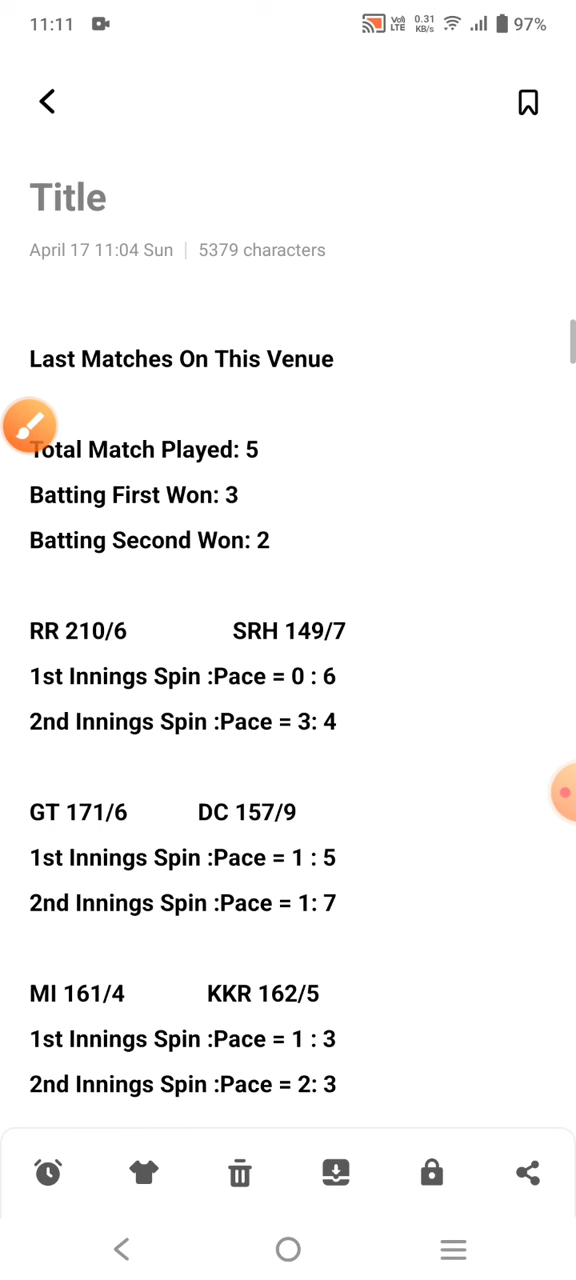 11:11 Vo) LTE 0.31 KB/s 97%
Title
April 17 11:04 Sun | 5379 characters
Last Matches On This Venue
Total Match Played: 5
Batting First Won: 3
Batting Second Won: 2
RR 210/6 SRH 149/7
1st Innings Spin :Pace = 0 : 6
2nd Innings Spin :Pace = 3: 4
GT 171/6 DC 157/9
1st Innings Spin :Pace = 1 : 5
2nd Innings Spin :Pace = 1: 7
MI 161/4 KKR 162/5
1st Innings Spin :Pace = 1 : 3
2nd Innings Spin :Pace = 2: 3